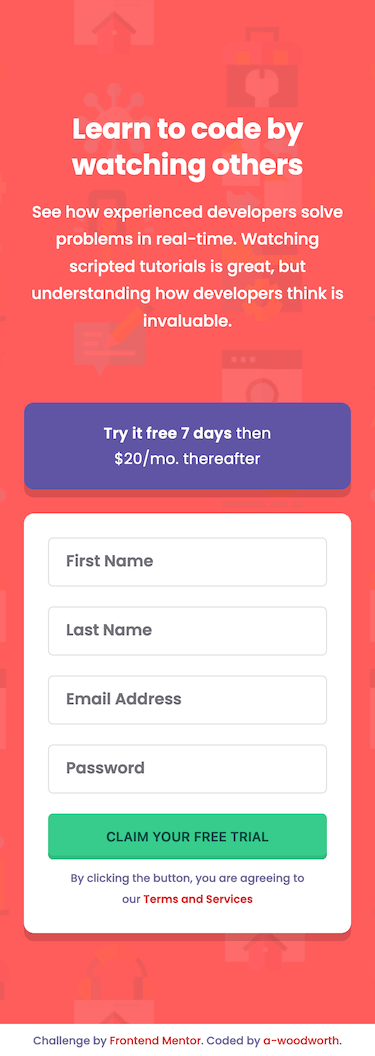 Learn to code by
watching others
See how experienced developers solve
problems in real-time. Watching
scripted tutorials is great, but
understanding how developers think is
invaluable.
Try it free 7 days then
$20/mo. thereafter
First Name
Last Name
Email Address
Password
CLAIM YOUR FREE TRIAL
By clicking the button, you are agreeing to
our Terms and Services
Challenge by Frontend Mentor. Coded by a-woodworth.